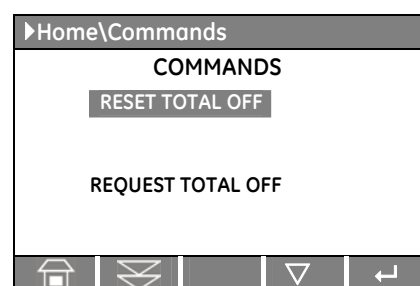 Home\Commands
COMMANDS
RESET TOTAL OFF
REQUEST TOTAL OFF